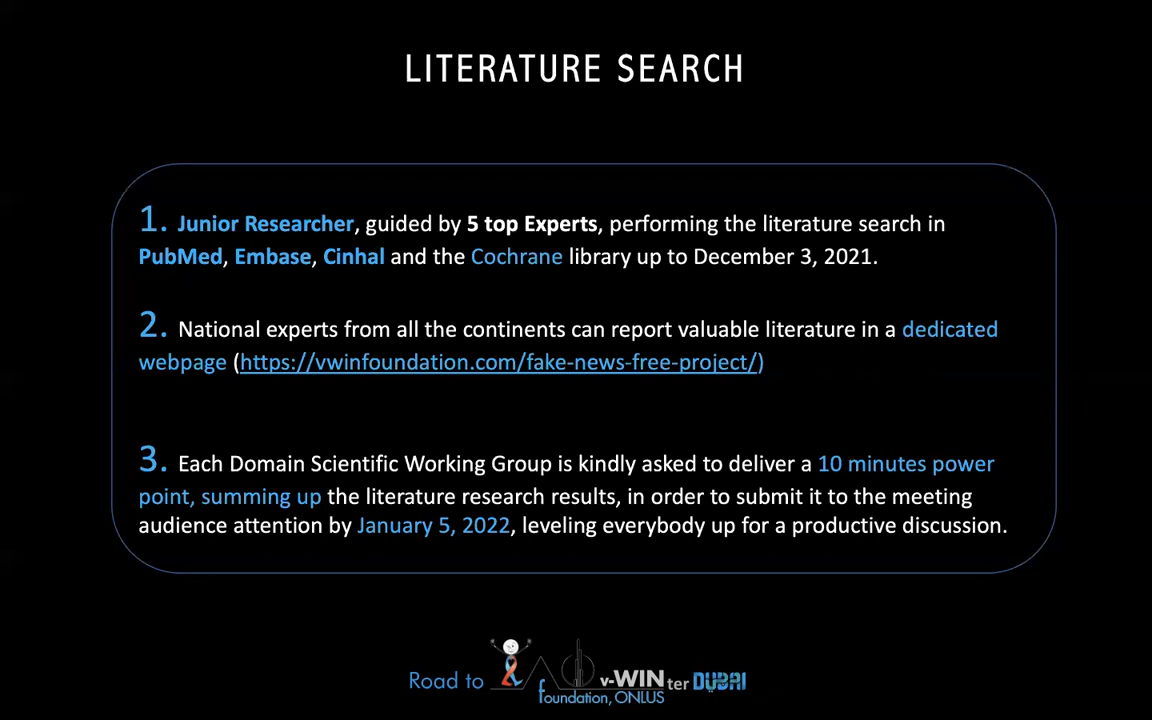 LITERATURE SEARCH
1. Junior Researcher, guided by 5 top Experts, performing the literature search in
PubMed, Embase, Cinhal and the Cochrane library up to December 3, 2021.
2. National experts from all the continents can report valuable literature in a dedicated
webpage (https://vwinfoundation.com/fake-news-free-project/)
3. Each Domain Scientific Working Group is kindly asked to deliver a 10 minutes power
point, summing up the literature research results, in order to submit it to the meeting
audience attention by January 5, 2022, leveling everybody up for a productive discussion.
Road to v-WINter DUBAI
foundation, ONLUS